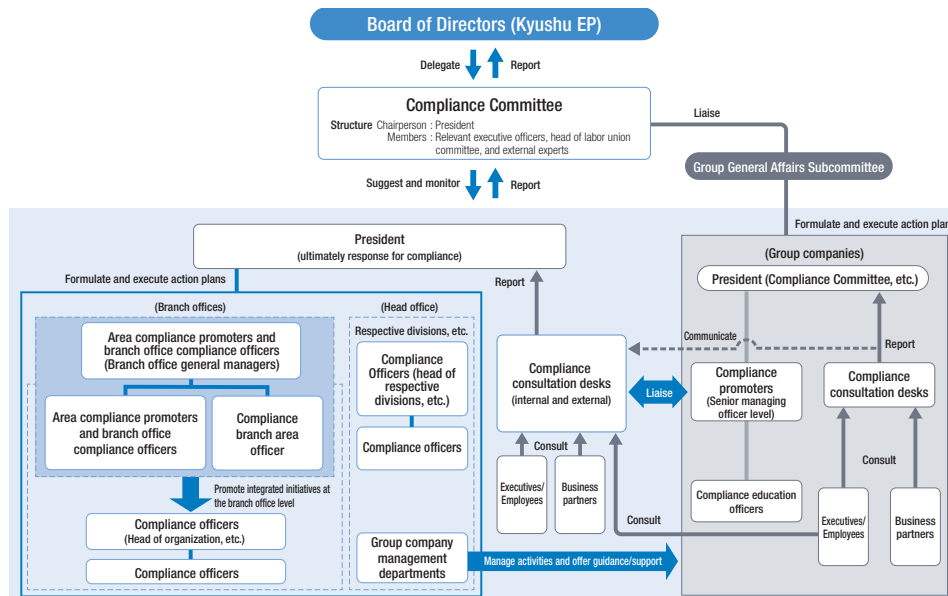 Board of Directors (Kyushu EP)
Delegate
Report
Compliance Committee
Structure Chairperson : President
Members : Relevant executive officers, head of labor union
committee, and external experts
Liaise
Group General Affairs Subcommittee
Suggest and monitor
Report
Formulate and execute action plan
President
(ultimately response for compliance)
Formulate and execute action plans
Report
(Group companies)
President (Compliance Committee, etc.)
(Branch offices)
(Head office)
Area compliance promoters and
branch office compliance officers
(Branch office general managers)
Respective divisions, etc.
Compliance
Officers (head of
respective
divisions, etc.)
Communicate
Report
Compliance
consultation desks
(internal and external)
Liaise
Compliance
promoters
(Senior managing
officer level)
Compliance
consultation desks
Area compliance promoters
and branch office
compliance officers
Compliance
branch area
officer
Compliance officers
Consult
Consult
Executives/
Employees
Business
partners
Promote integrated initiatives at
the branch office level
Compliance education
officers
Executives/
Employees
Business
partners
Compliance officers
(Head of organization, etc.)
Consult
Compliance officers
Group company
management
departments
Manage activities and offer guidance/support